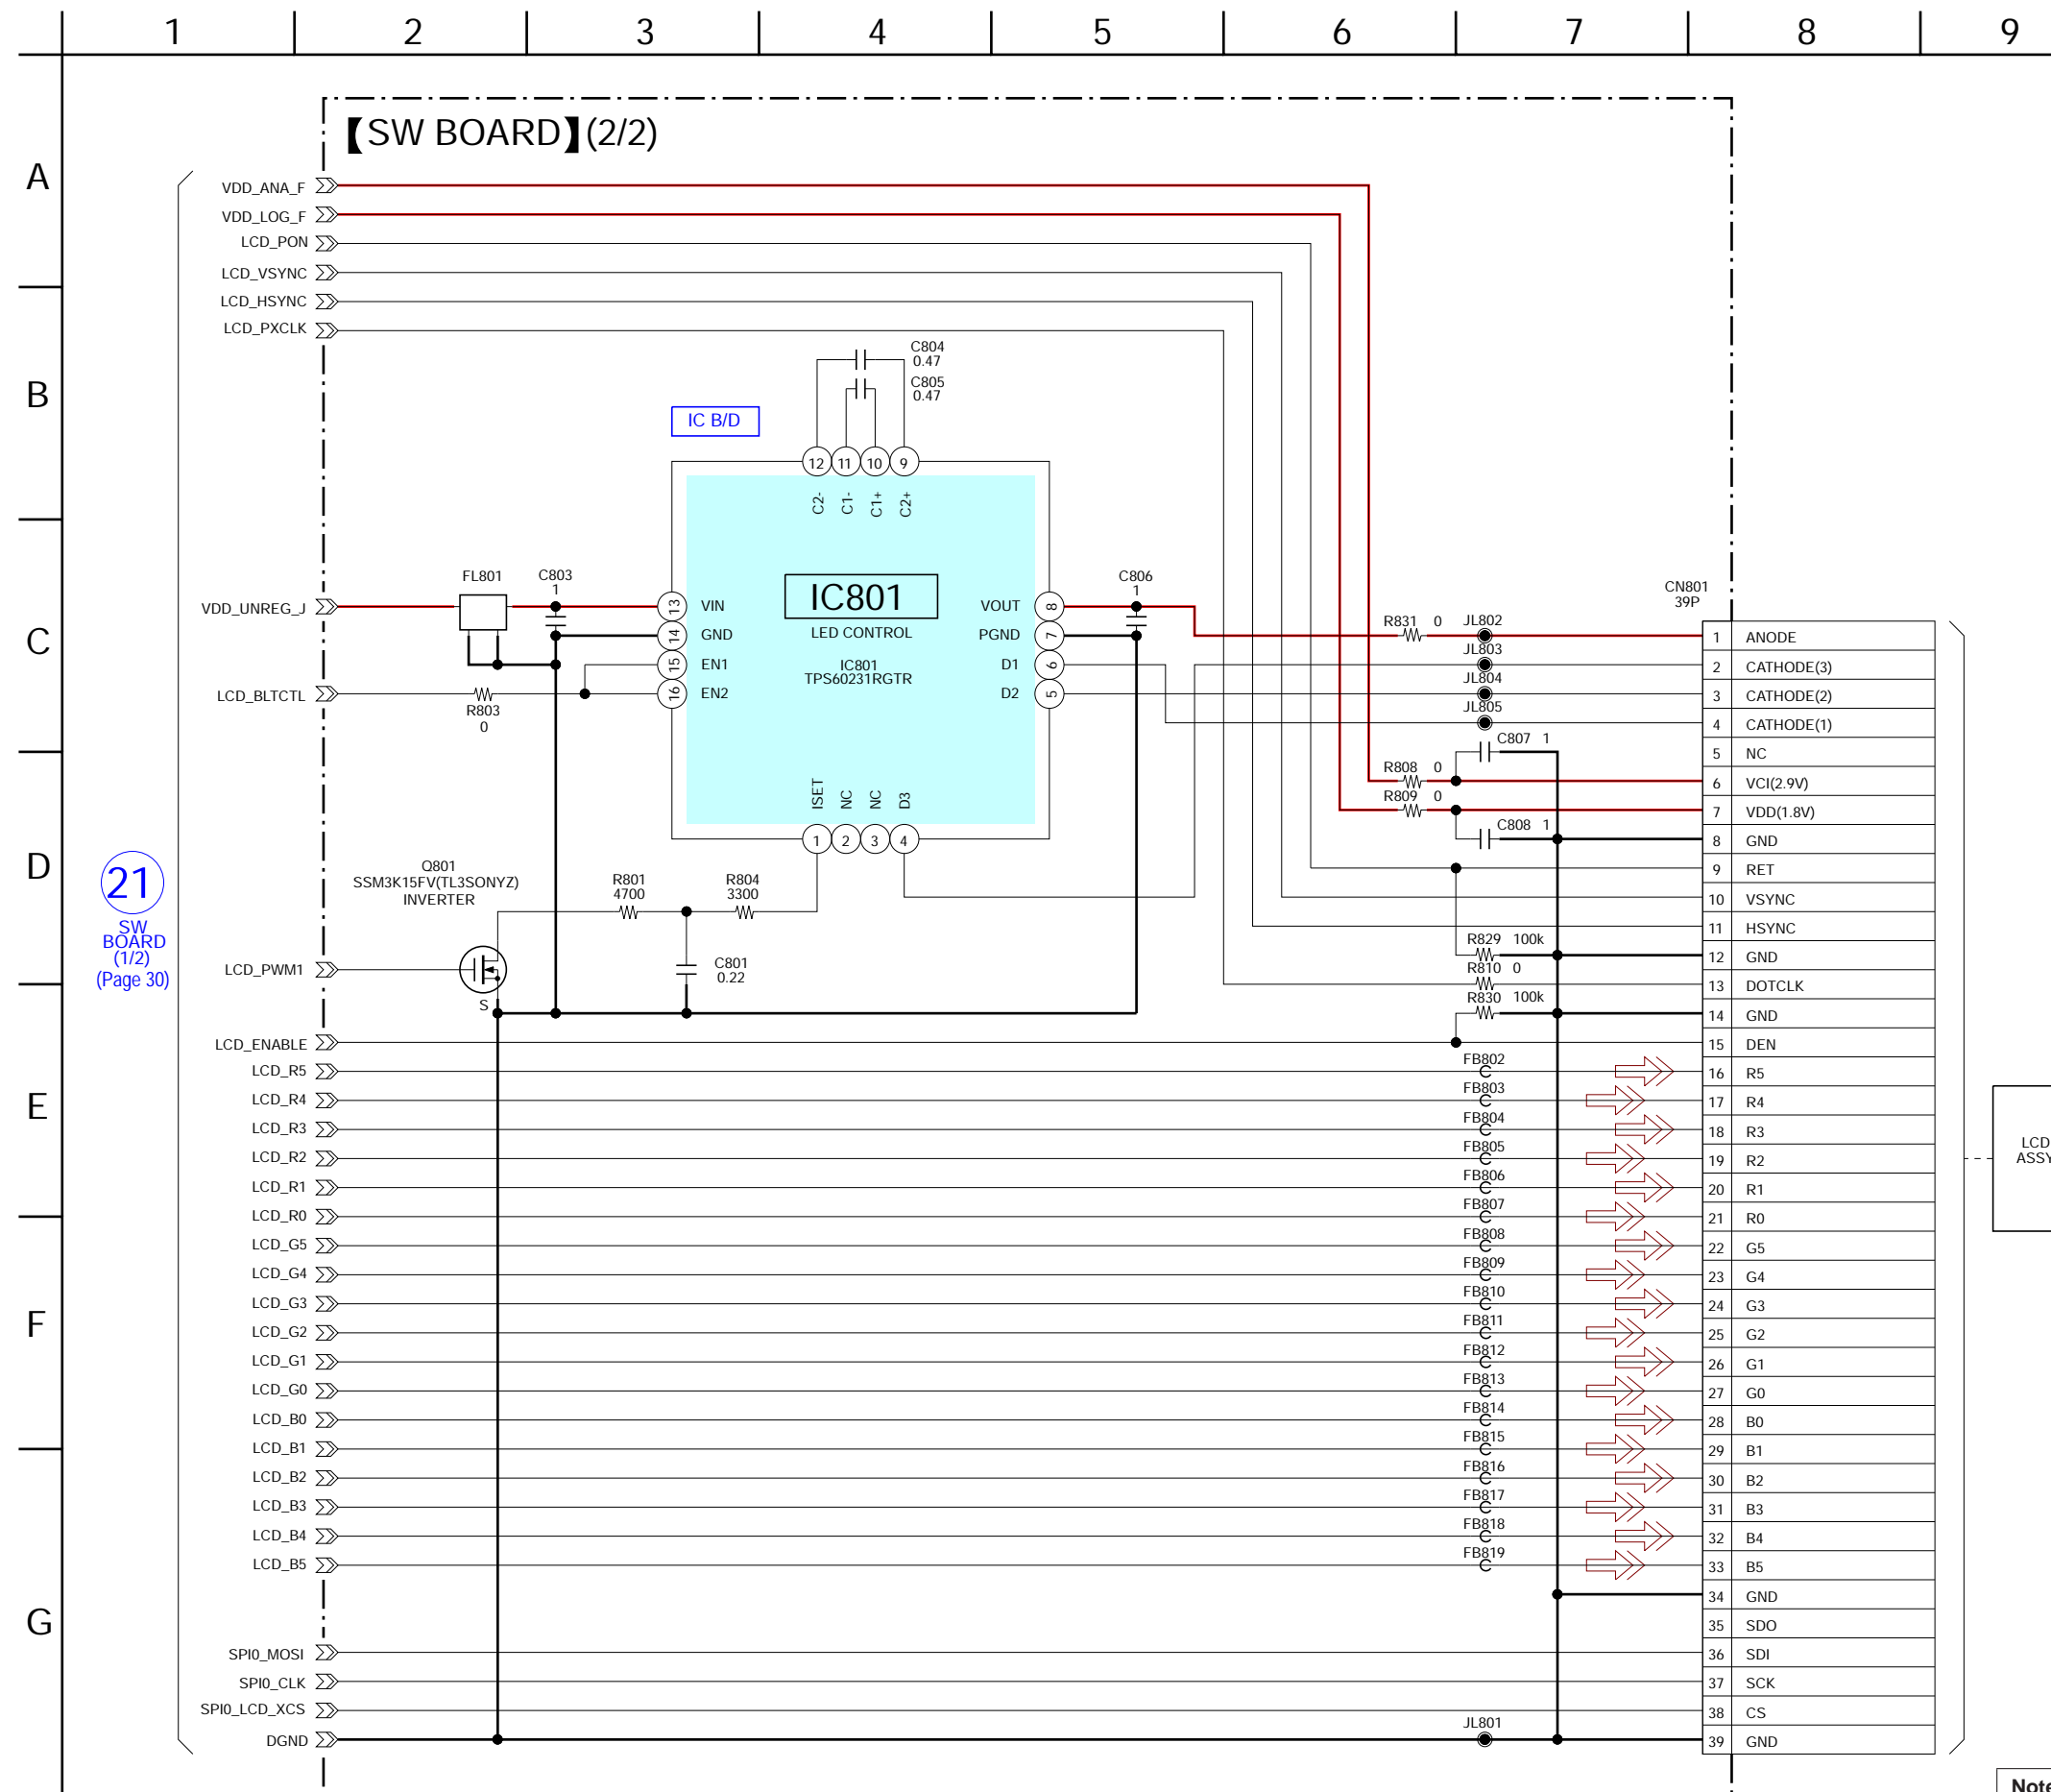 1 2 3 4 5 6 7 8 9
A
B
C
D
E
F
G
【SW BOARD】(2/2)
VDD_ANA_F
VDD_LOG_F
LCD_PON
LCD_VSYNC
LCD_HSYNC
LCD_PXCLK
C804
0.47
C805
0.47
IC B/D
12 11 10 9
C2- C1- C1+ C2+
VDD_UNREG_J
FL801
C803
1
13 VIN
14 GND
15 EN1
16 EN2
IC801
LED CONTROL
IC801
TPS60231RGTR
VOUT 8
PGND 7
D1 6
D2 5
C806
1
LCD_BLTCTL
R803
0
ISET NC NC D3
1 2 3 4
R831 0 JL802
JL803
JL804
JL805
C807 1
R808 0
R809 0
C808 1
21
SW
BOARD
(1/2)
(Page 30)
Q801
SSM3K15FV(TL3SONYZ)
INVERTER
R801
4700
R804
3300
LCD_PWM1
S
C801
0.22
R829 100k
R810 0
R830 100k
LCD_ENABLE
LCD_R5 FB802
LCD_R4 FB803
LCD_R3 FB804
LCD_R2 FB805
LCD_R1 FB806
LCD_R0 FB807
LCD_G5 FB808
LCD_G4 FB809
LCD_G3 FB810
LCD_G2 FB811
LCD_G1 FB812
LCD_G0 FB813
LCD_B0 FB814
LCD_B1 FB815
LCD_B2 FB816
LCD_B3 FB817
LCD_B4 FB818
LCD_B5 FB819
SPI0_MOSI
SPI0_CLK
SPI0_LCD_XCS
DGND JL801
CN801
39P
1 ANODE
2 CATHODE(3)
3 CATHODE(2)
4 CATHODE(1)
5 NC
6 VCI(2.9V)
7 VDD(1.8V)
8 GND
9 RET
10 VSYNC
11 HSYNC
12 GND
13 DOTCLK
14 GND
15 DEN
16 R5
17 R4
18 R3
19 R2
20 R1
21 R0
22 G5
23 G4
24 G3
25 G2
26 G1
27 G0
28 B0
29 B1
30 B2
31 B3
32 B4
33 B5
34 GND
35 SDO
36 SDI
37 SCK
38 CS
39 GND
LCD